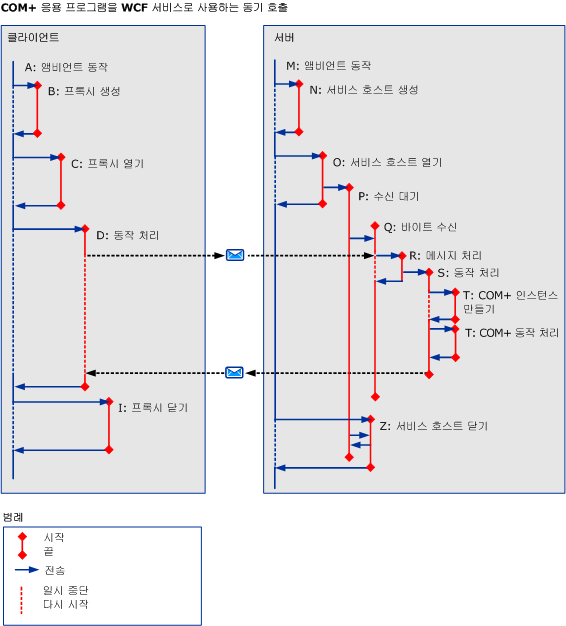 COM+ 응용 프로그램을 WCF 서비스로 사용하는 동기 호출
클라이언트
A: 앰비언트 동작
B: 프록시 생성
C: 프록시 열기
D: 동작 처리
I: 프록시 닫기
서버
M: 앰비언트 동작
N: 서비스 호스트 생성
O: 서비스 호스트 열기
P: 수신 대기
Q: 바이트 수신
R: 메시지 처리
S: 동작 처리
T: COM+ 인스턴스
만들기
T: COM+ 동작 처리
Z: 서비스 호스트 닫기
범례
시작
끝
전송
일시 중단
다시 시작